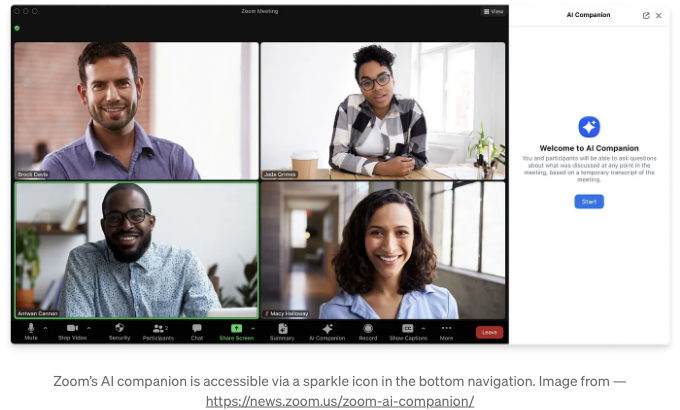 Zoom Meeting
View
AI Companion
Brock Davis
Jada Grimes
Antwan Cannon
Macy Holloway
Welcome to AI Companion
You and participants will be able to ask questions
about what was discussed at any point in the
meeting, based on a temporary transcript of the
meeting.
Start
Mute
Stop Video
Security
Participants 2
Chat
Share Screen
Summary
AI Companion
Record
CC
Show Captions
More
Leave
Zoom’s AI companion is accessible via a sparkle icon in the bottom navigation. Image from —
https://news.zoom.us/zoom-ai-companion/